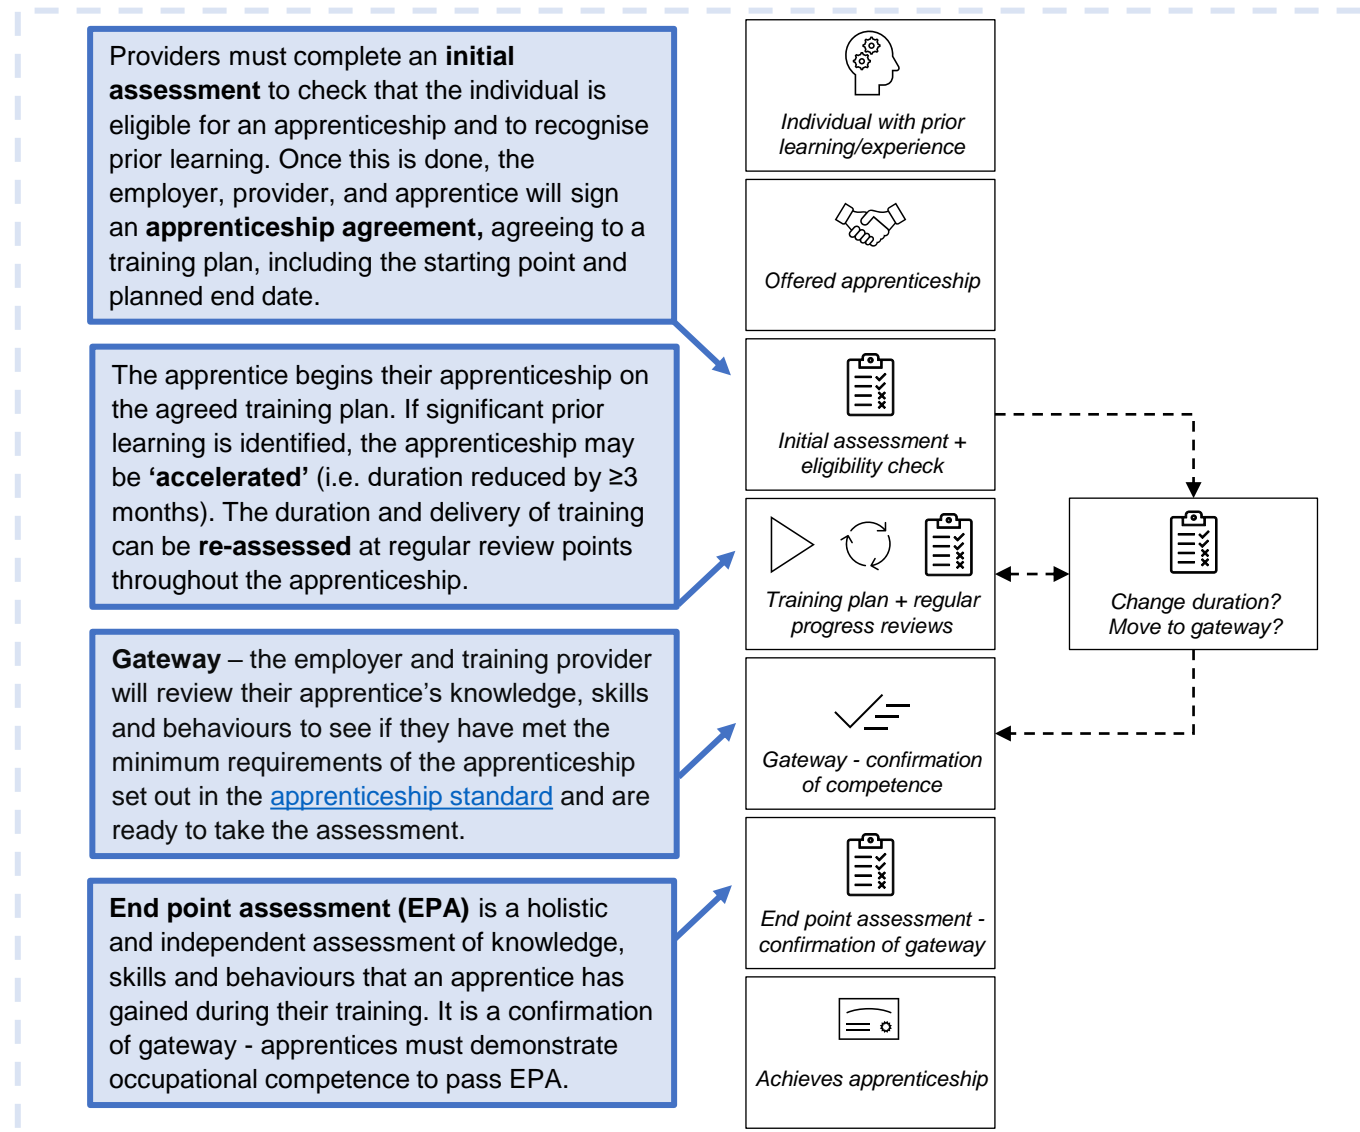 Providers must complete an initial
assessment to check that the individual is
eligible for an apprenticeship and to recognise
prior learning. Once this is done, the
employer, provider, and apprentice will sign
an apprenticeship agreement, agreeing to a
training plan, including the starting point and
planned end date.
The apprentice begins their apprenticeship on
the agreed training plan. If significant prior
learning is identified, the apprenticeship may
be ‘accelerated’ (i.e. duration reduced by ≥3
months). The duration and delivery of training
can be re-assessed at regular review points
throughout the apprenticeship.
Gateway – the employer and training provider
will review their apprentice’s knowledge, skills
and behaviours to see if they have met the
minimum requirements of the apprenticeship
set out in the apprenticeship standard and are
ready to take the assessment.
End point assessment (EPA) is a holistic
and independent assessment of knowledge,
skills and behaviours that an apprentice has
gained during their training. It is a confirmation
of gateway - apprentices must demonstrate
occupational competence to pass EPA.
Individual with prior
learning/experience
Offered apprenticeship
Initial assessment +
eligibility check
Training plan + regular
progress reviews
Change duration?
Move to gateway?
Gateway - confirmation
of competence
End point assessment -
confirmation of gateway
Achieves apprenticeship